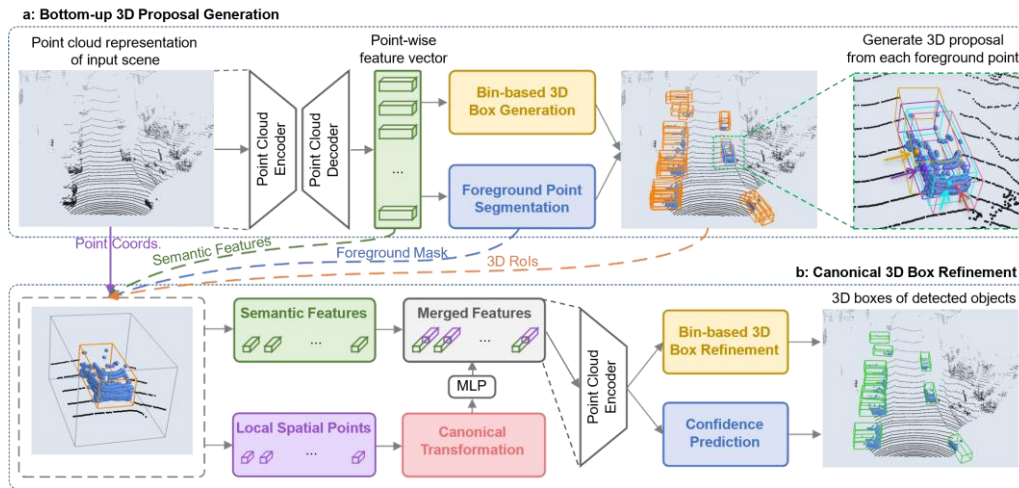 a: Bottom-up 3D Proposal Generation
Point cloud representation
of input scene
Point-wise
feature vector
Generate 3D proposal
from each foreground point
Point Cloud
Encoder
Point Cloud
Decoder
...
Bin-based 3D
Box Generation
Foreground Point
Segmentation
Point Coords.
Semantic Features
Foreground Mask
3D RoIs
b: Canonical 3D Box Refinement
Semantic Features
...
Merged Features
...
MLP
Local Spatial Points
...
Canonical
Transformation
Point Cloud
Encoder
Bin-based 3D
Box Refinement
Confidence
Prediction
3D boxes of detected objects